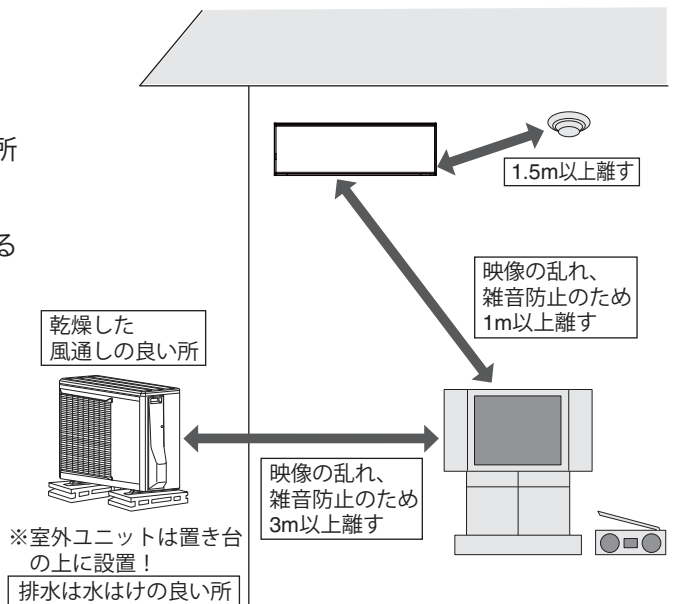 所
る
1.5m以上離す
映像の乱れ、
雑音防止のため
1m以上離す
乾燥した
風通しの良い所
映像の乱れ、
雑音防止のため
3m以上離す
※室外ユニットは置き台
の上に設置！
排水は水はけの良い所